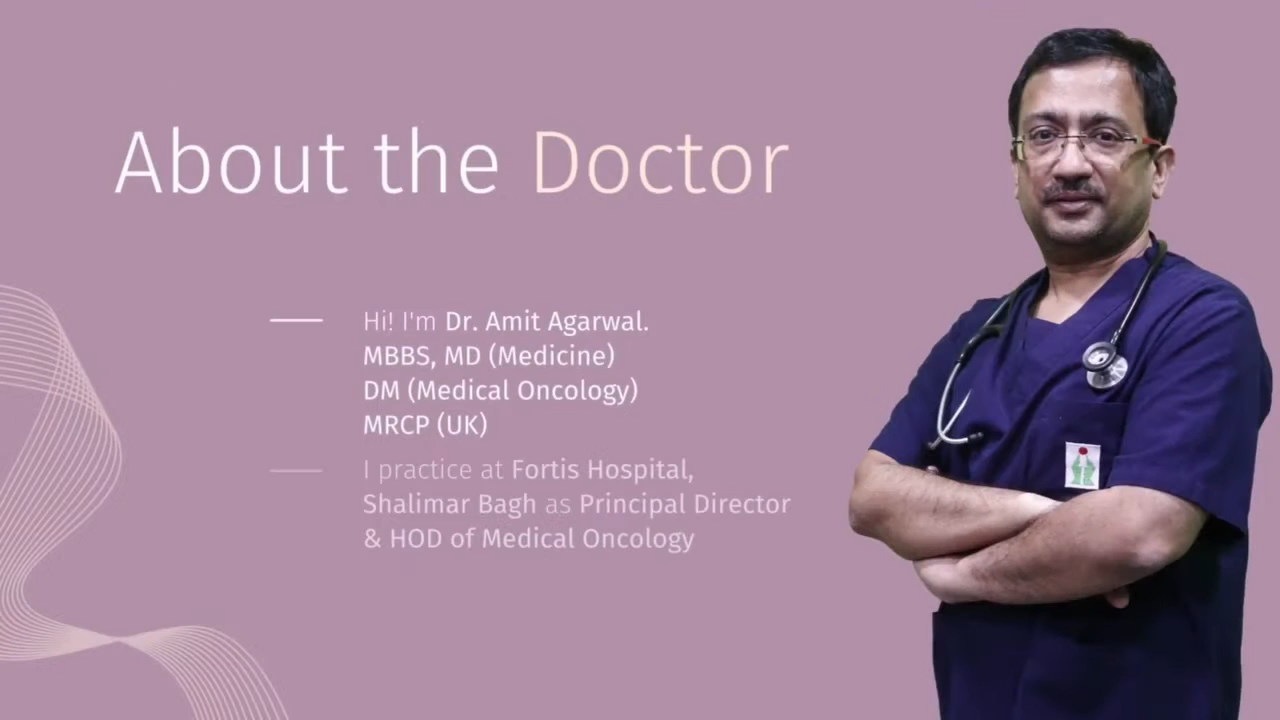 About the Doctor
Hi! I'm Dr. Amit Agarwal.
MBBS, MD (Medicine)
DM (Medical Oncology)
MRCP (UK)
I practice at Fortis Hospital,
Shalimar Bagh as Principal Director
& HOD of Medical Oncology